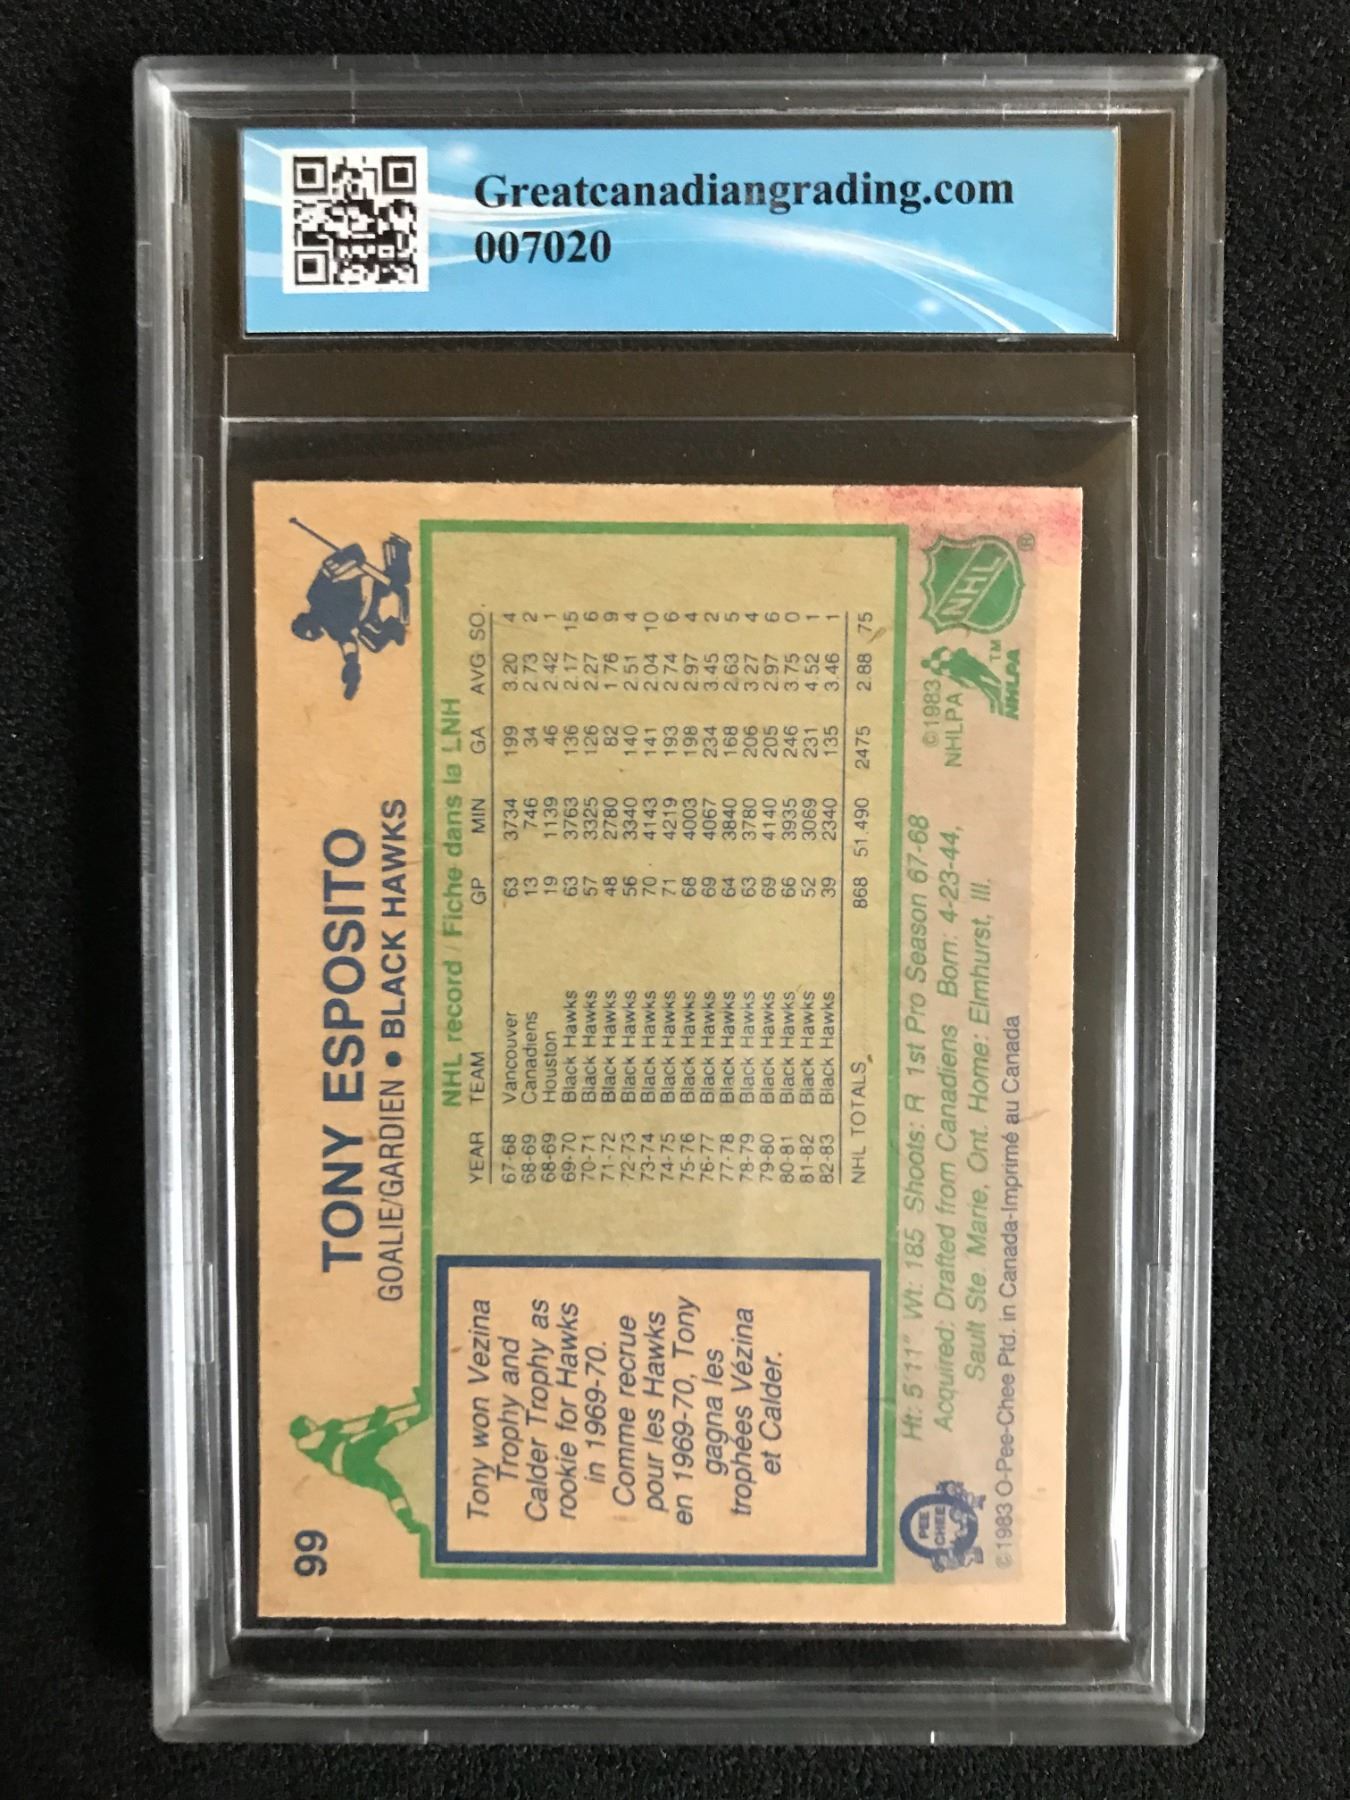 Greatcanadiangrading.com
007020
99
TONY ESPOSITO
GOALIE/GARDIEN • BLACK HAWKS
Tony won Vezina
Trophy and
Calder Trophy as
rookie for Hawks
in 1969-70.
Comme recrue
pour les Hawks
en 1969-70, Tony
gagna les
trophées Vézina
et Calder.
NHL record / Fiche dans la LNH
YEAR TEAM GP MIN GA AVG SO.
67-68 Vancouver 63 3734 199 3.20 4
68-69 Canadiens 13 746 34 2.73 2
68-69 Houston 19 1139 46 2.42 1
69-70 Black Hawks 63 3763 136 2.17 15
70-71 Black Hawks 57 3325 126 2.27 6
71-72 Black Hawks 48 2780 82 1.76 9
72-73 Black Hawks 56 3340 140 2.51 4
73-74 Black Hawks 70 4143 141 2.04 10
74-75 Black Hawks 71 4219 193 2.74 6
75-76 Black Hawks 68 4003 198 2.97 4
76-77 Black Hawks 69 4067 234 3.45 2
77-78 Black Hawks 64 3840 168 2.63 5
78-79 Black Hawks 63 3780 206 3.27 4
79-80 Black Hawks 69 4140 205 2.97 6
80-81 Black Hawks 66 3935 246 3.75 0
81-82 Black Hawks 52 3069 231 4.52 1
82-83 Black Hawks 39 2340 135 3.46 1
NHL TOTALS 868 51.490 2475 2.88 75
Ht: 5'11" Wt: 185 Shoots: R 1st Pro Season 67-68
Acquired: Drafted from Canadiens Born: 4-23-44,
Sault Ste. Marie, Ont. Home: Elmhurst, Ill.
©1983 O-Pee-Chee Ptd. in Canada-Imprimé au Canada
PEE
CHEE
©1983
NHLPA
NHLPA
TM
NHL
®